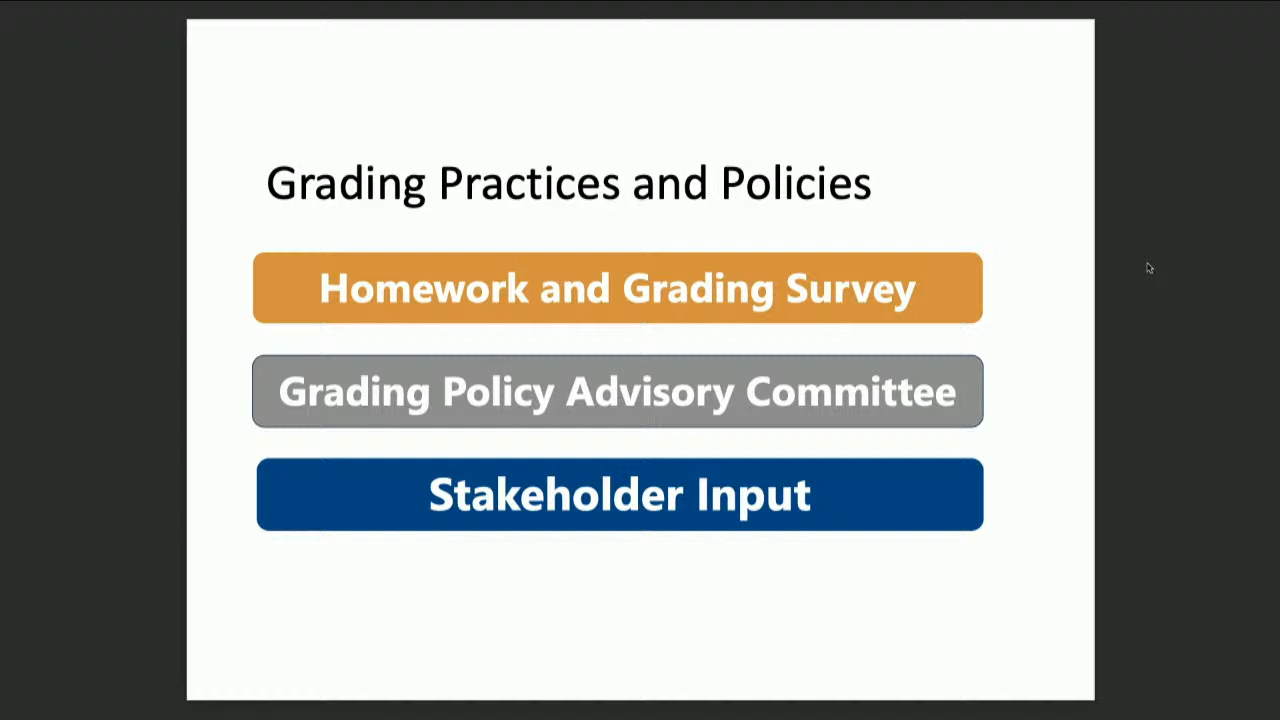 Grading Practices and Policies
Homework and Grading Survey
Grading Policy Advisory Committee
Stakeholder Input